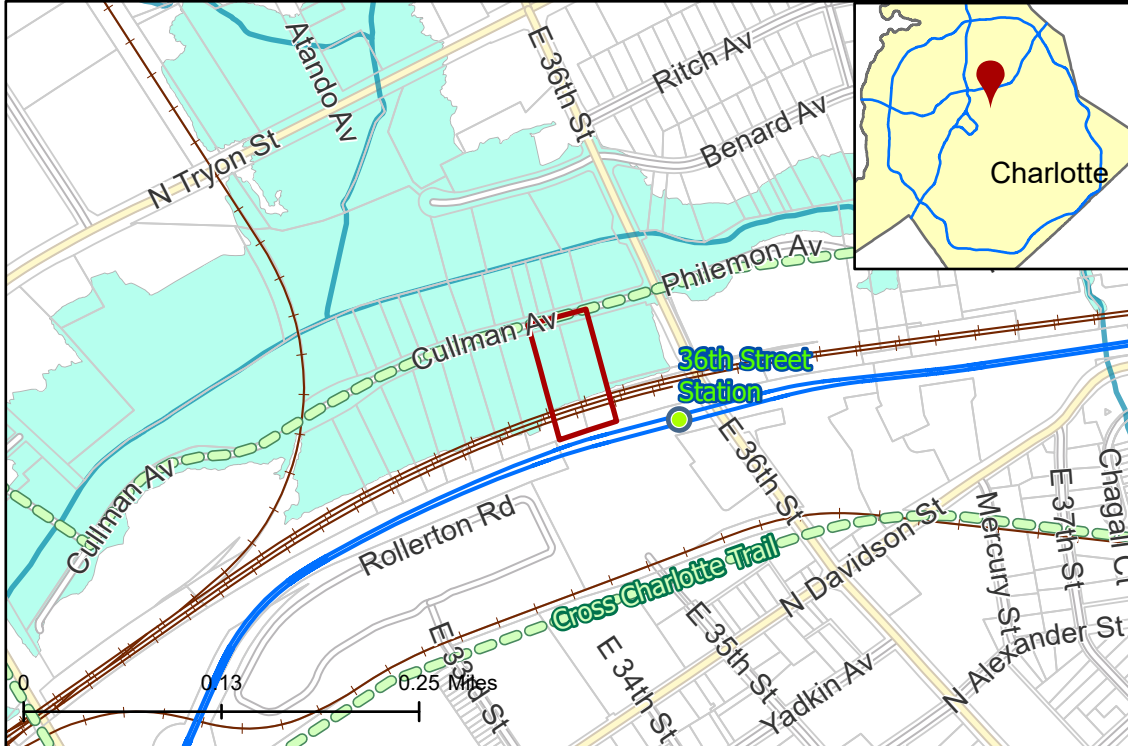 Atando Av
E 36th St
Ritch Av
Benard Av
Charlotte
N Tryon St
Philemon Av
Cullman Av
36th Street
Station
E 36th St
Cullman Av
Rollerton Rd
N Davidson St
Mercury St
E 37th St
Chagall Ct
Cross Charlotte Trail
E 33rd St
E 34th St
E 35th St
Yadkin Av
N Alexander St
0 0.13 0.25 Miles